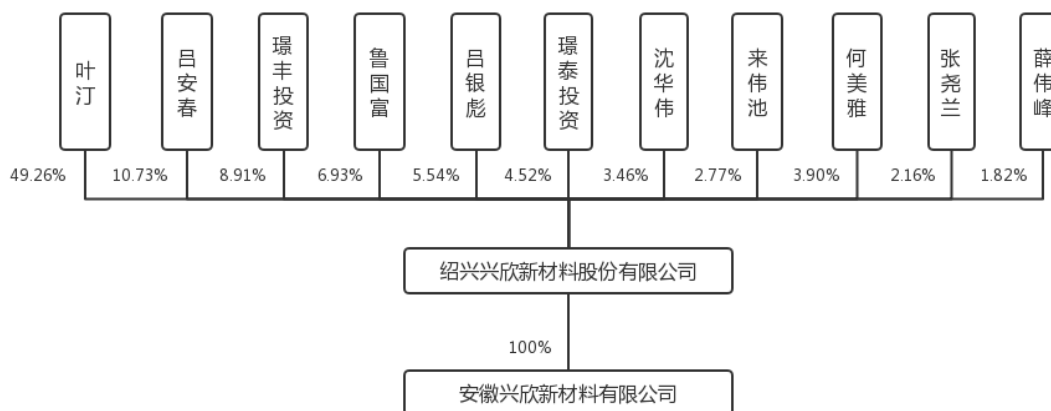 叶汀
吕安春
璟丰投资
鲁国富
吕银彪
璟泰投资
沈华伟
来伟池
何美雅
张尧兰
薛伟峰
49.26%
10.73%
8.91%
6.93%
5.54%
4.52%
3.46%
2.77%
3.90%
2.16%
1.82%
绍兴兴欣新材料股份有限公司
100%
安徽兴欣新材料有限公司